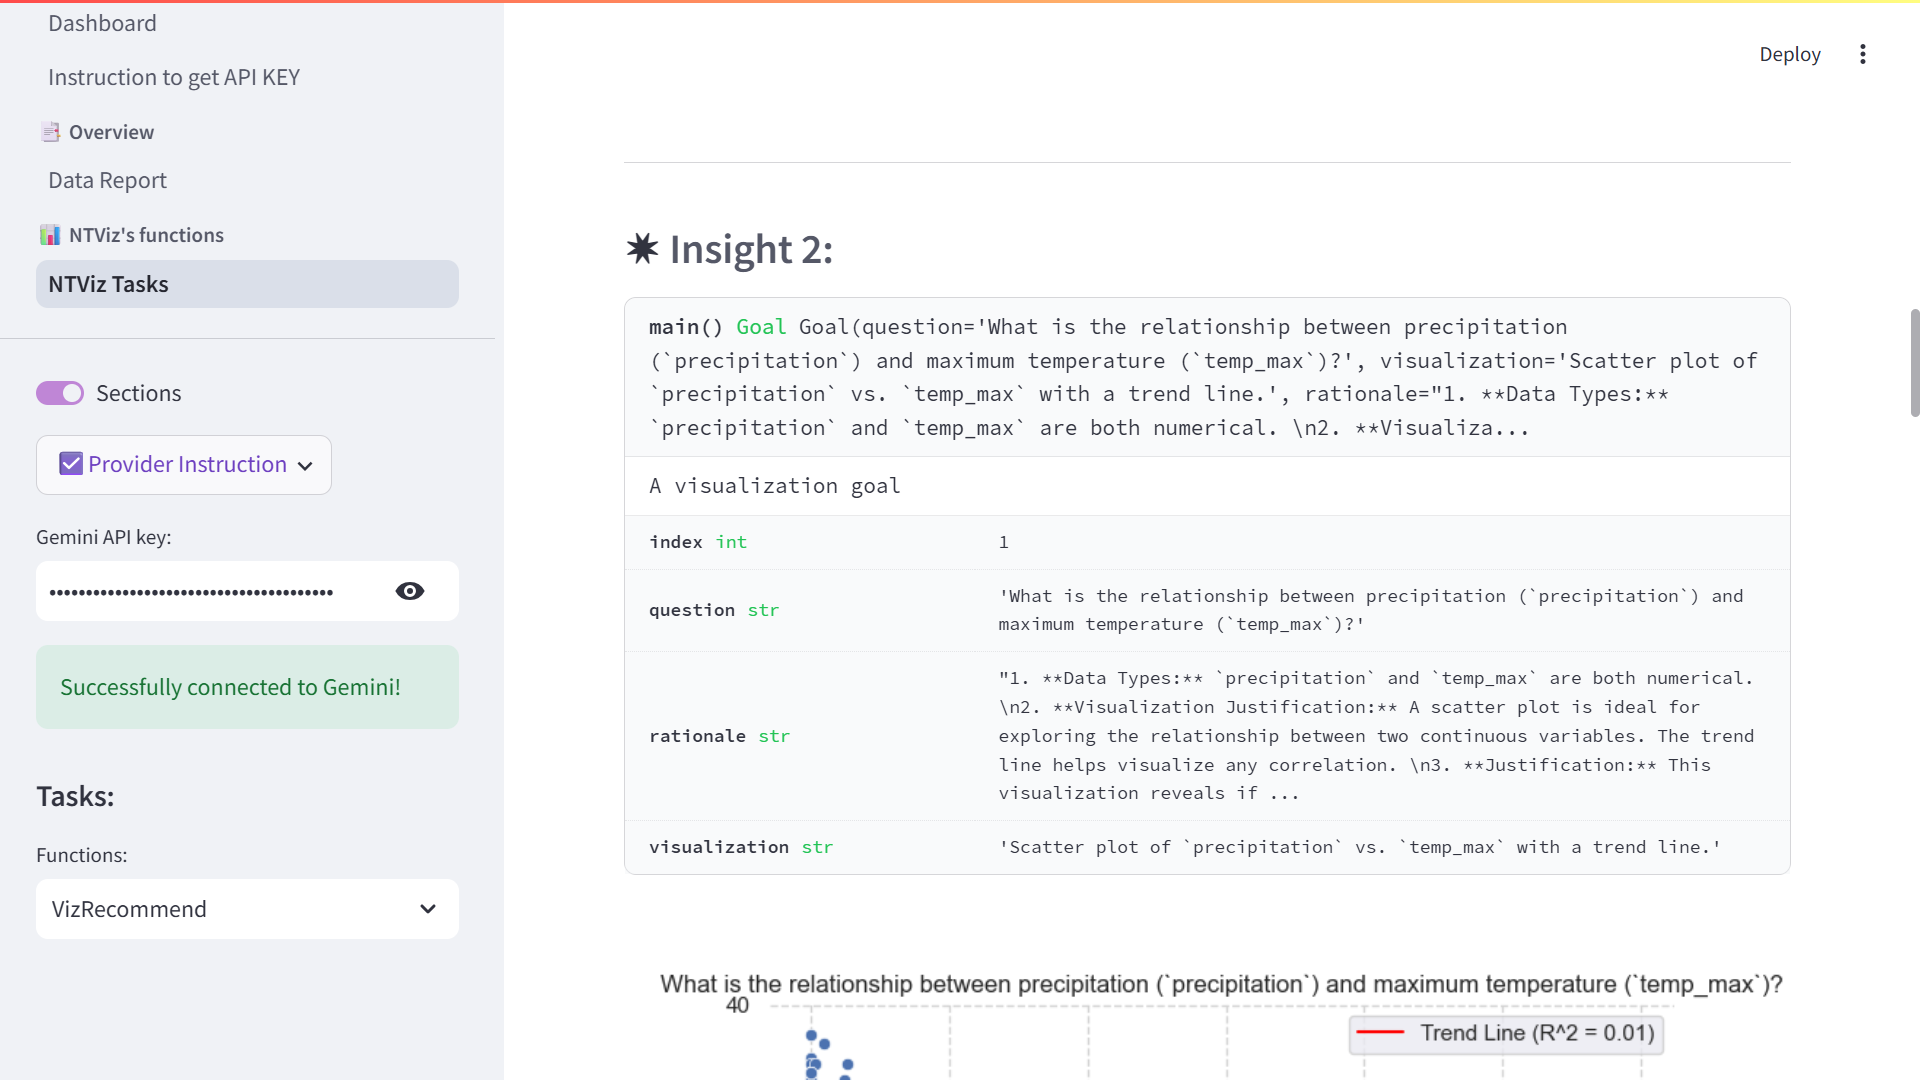 Dashboard
Instruction to get API KEY
Overview
Data Report
NTViz's functions
NTViz Tasks
Sections
Provider Instruction
Gemini API key:
•••••••••••••••••••••••••••••••••••••••
Successfully connected to Gemini!
Tasks:
Functions:
VizRecommend
Deploy
Insight 2:
main() Goal Goal(question='What is the relationship between precipitation
(`precipitation`) and maximum temperature (`temp_max`)?', visualization='Scatter plot of
`precipitation` vs. `temp_max` with a trend line.', rationale="1. **Data Types:**
`precipitation` and `temp_max` are both numerical. \n2. **Visualiza...
A visualization goal
index int 1
question str 'What is the relationship between precipitation (`precipitation`) and
maximum temperature (`temp_max`)?'
rationale str "1. **Data Types:** `precipitation` and `temp_max` are both numerical.
\n2. **Visualization Justification:** A scatter plot is ideal for
exploring the relationship between two continuous variables. The trend
line helps visualize any correlation. \n3. **Justification:** This
visualization reveals if ...
visualization str 'Scatter plot of `precipitation` vs. `temp_max` with a trend line.'
What is the relationship between precipitation (`precipitation`) and maximum temperature (`temp_max`)?
40
Trend Line (R^2 = 0.01)